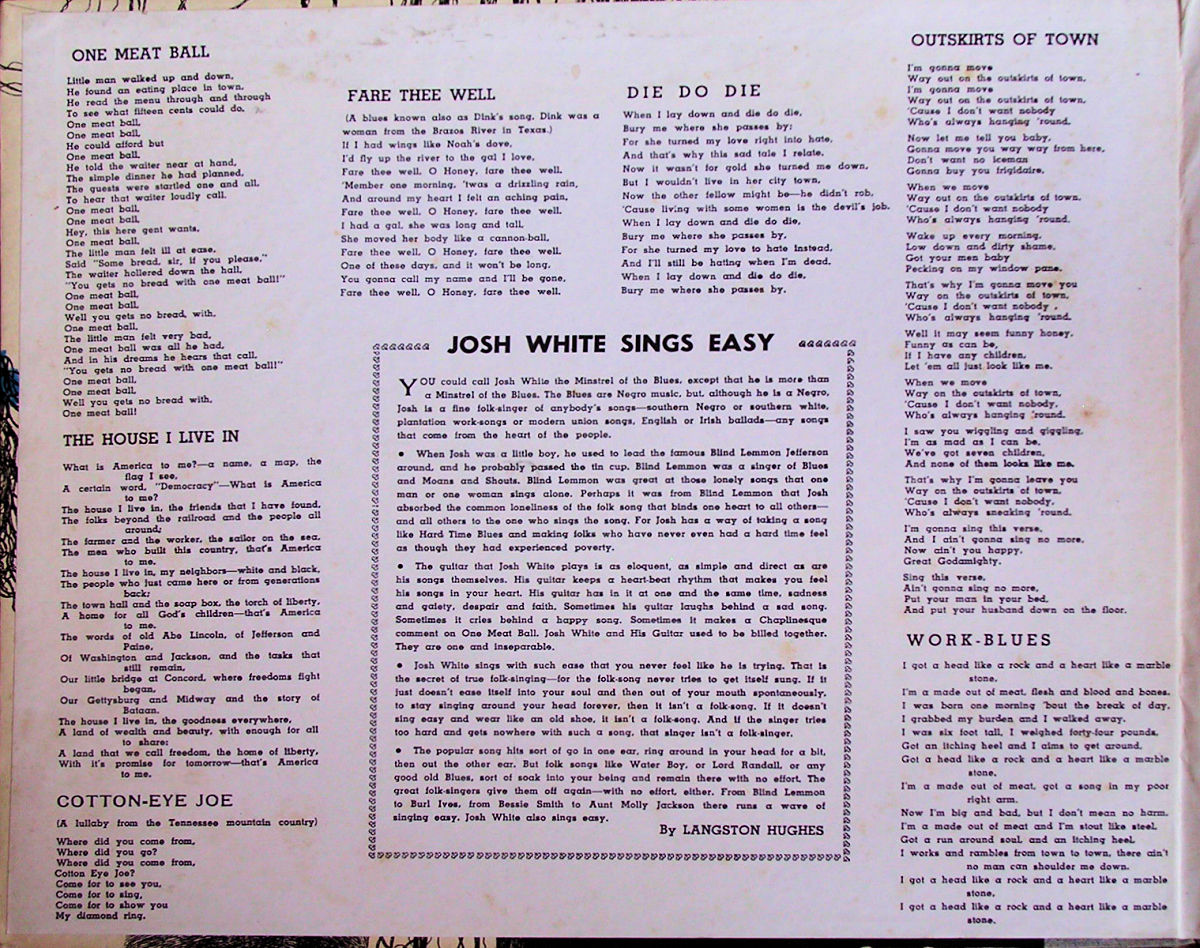 ONE MEAT BALL
Little man walked up and down,
He found an eating place in town,
He read the menu through and through
To see what fifteen cents could do.
One meat ball,
One meat ball,
He could afford but
One meat ball.
He told the waiter near at hand,
The simple dinner he had planned,
The guests were startled one and all,
To hear that waiter loudly call.
One meat ball,
One meat ball,
Hey, this here gent wants,
One meat ball.
The little man felt ill at ease,
Said "Some bread, sir, if you please,"
The waiter hollered down the hall,
"You gets no bread with one meat ball!"
One meat ball,
One meat ball,
Well you gets no bread, with,
One meat ball.
The little man felt very bad,
One meat ball was all he had,
And in his dreams he hears that call,
"You gets no bread with one meat ball!"
One meat ball,
One meat ball,
Well you gets no bread with,
One meat ball!
THE HOUSE I LIVE IN
What is America to me?—a name, a map, the
flag I see,
A certain word, "Democracy"—What is America
to me?
The house I live in, the friends that I have found,
The folks beyond the railroad and the people all
around;
The farmer and the worker, the sailor on the sea,
The men who built this country, that's America
to me.
The house I live in, my neighbors—white and black,
The people who just came here or from generations
back;
The town hall and the soap box, the torch of liberty,
A home for all God's children—that's America
to me.
The words of old Abe Lincoln, of Jefferson and
Paine,
Of Washington and Jackson, and the tasks that
still remain,
Our little bridge at Concord, where freedoms fight
began,
Our Gettysburg and Midway and the story of
Bataan.
The house I live in, the goodness everywhere,
A land of wealth and beauty, with enough for all
to share;
A land that we call freedom, the home of liberty,
With it's promise for tomorrow—that's America
to me.
COTTON-EYE JOE
(A lullaby from the Tennessee mountain country)
Where did you come from,
Where did you go?
Where did you come from,
Cotton Eye Joe?
Come for to see you,
Come for to sing,
Come for to show you
My diamond ring.
FARE THEE WELL
(A blues known also as Dink's song, Dink was a
woman from the Brazos River in Texas.)
If I had wings like Noah's dove,
I'd fly up the river to the gal I love,
Fare thee well, O Honey, fare thee well.
'Member one morning, 'twas a drizzling rain,
And around my heart I felt an aching pain,
Fare thee well, O Honey, fare thee well.
I had a gal, she was long and tall,
She moved her body like a cannon-ball,
Fare thee well, O Honey, fare thee well.
One of these days, and it won't be long,
You gonna call my name and I'll be gone,
Fare thee well, O Honey, fare thee well.
DIE DO DIE
When I lay down and die do die,
Bury me where she passes by;
For she turned my love right into hate,
And that's why this sad tale I relate.
Now it wasn't for gold she turned me down,
But I wouldn't live in her city town,
Now the other fellow might be—he didn't rob,
'Cause living with some women is the devil's job.
When I lay down and die do die,
Bury me where she passes by,
For she turned my love to hate instead,
And I'll still be hating when I'm dead.
When I lay down and die do die,
Bury me where she passes by.
JOSH WHITE SINGS EASY
YOU could call Josh White the Minstrel of the Blues, except that he is more than
a Minstrel of the Blues. The Blues are Negro music, but, although he is a Negro,
Josh is a fine folk-singer of anybody's songs—southern Negro or southern white,
plantation work-songs or modern union songs, English or Irish ballads—any songs
that come from the heart of the people.
• When Josh was a little boy, he used to lead the famous Blind Lemmon Jefferson
around, and he probably passed the tin cup. Blind Lemmon was a singer of Blues
and Moans and Shouts. Blind Lemmon was great at those lonely songs that one
man or one woman sings alone. Perhaps it was from Blind Lemmon that Josh
absorbed the common loneliness of the folk song that binds one heart to all others—
and all others to the one who sings the song. For Josh has a way of taking a song
like Hard Time Blues and making folks who have never even had a hard time feel
as though they had experienced poverty.
• The guitar that Josh White plays is as eloquent, as simple and direct as are
his songs themselves. His guitar keeps a heart-beat rhythm that makes you feel
his songs in your heart. His guitar has in it at one and the same time, sadness
and gaiety, despair and faith. Sometimes his guitar laughs behind a sad song.
Sometimes it cries behind a happy song. Sometimes it makes a Chaplinesque
comment on One Meat Ball. Josh White and His Guitar used to be billed together.
They are one and inseparable.
• Josh White sings with such ease that you never feel like he is trying. That is
the secret of true folk-singing—for the folk-song never tries to get itself sung. If it
just doesn't ease itself into your soul and then out of your mouth spontaneously,
to stay singing around your head forever, then it isn't a folk-song. If it doesn't
sing easy and wear like an old shoe, it isn't a folk-song. And if the singer tries
too hard and gets nowhere with such a song, that singer isn't a folk-singer.
• The popular song hits sort of go in one ear, ring around in your head for a bit,
then out the other ear. But folk songs like Water Boy, or Lord Randall, or any
good old Blues, sort of soak into your being and remain there with no effort. The
great folk-singers give them off again—with no effort, either. From Blind Lemmon
to Burl Ives, from Bessie Smith to Aunt Molly Jackson there runs a wave of
singing easy. Josh White also sings easy.
By LANGSTON HUGHES
OUTSKIRTS OF TOWN
I'm gonna move
Way out on the outskirts of town,
I'm gonna move
Way out on the outskirts of town,
'Cause I don't want nobody
Who's always hanging 'round.
Now let me tell you baby,
Gonna move you way way from here,
Don't want no iceman
Gonna buy you frigidaire.
When we move
Way out on the outskirts of town,
'Cause I don't want nobody
Who's always hanging 'round.
Wake up every morning,
Low down and dirty shame,
Got your men baby
Pecking on my window pane.
That's why I'm gonna move you
Way on the outskirts of town,
'Cause I don't want nobody ,
Who's always hanging 'round.
Well it may seem funny honey,
Funny as can be,
If I have any children,
Let 'em all just look like me.
When we move
Way on the outskirts of town,
'Cause I don't want nobody,
Who's always hanging 'round.
I saw you wiggling and giggling,
I'm as mad as I can be,
We've got seven children,
And none of them looks like me.
That's why I'm gonna leave you
Way on the outskirts of town,
'Cause I don't want nobody,
Who's always sneaking 'round.
I'm gonna sing this verse,
And I ain't gonna sing no more,
Now ain't you happy,
Great Godamighty.
Sing this verse,
Ain't gonna sing no more,
Put your man in your bed,
And put your husband down on the floor.
WORK-BLUES
I got a head like a rock and a heart like a marble
stone.
I'm a made out of meat, flesh and blood and bones.
I was born one morning 'bout the break of day,
I grabbed my burden and I walked away.
I was six foot tall, I weighed forty-four pounds,
Got an itching heel and I aims to get around.
Got a head like a rock and a heart like a marble
stone,
I'm a made out of meat, got a song in my poor
right arm.
Now I'm big and bad, but I don't mean no harm.
I'm a made out of meat and I'm stout like steel,
Got a run around soul, and an itching heel,
I works and rambles from town to town, there ain't
no man can shoulder me down.
I got a head like a rock and a heart like a marble
stone,
I got a head like a rock and a heart like a marble
stone.